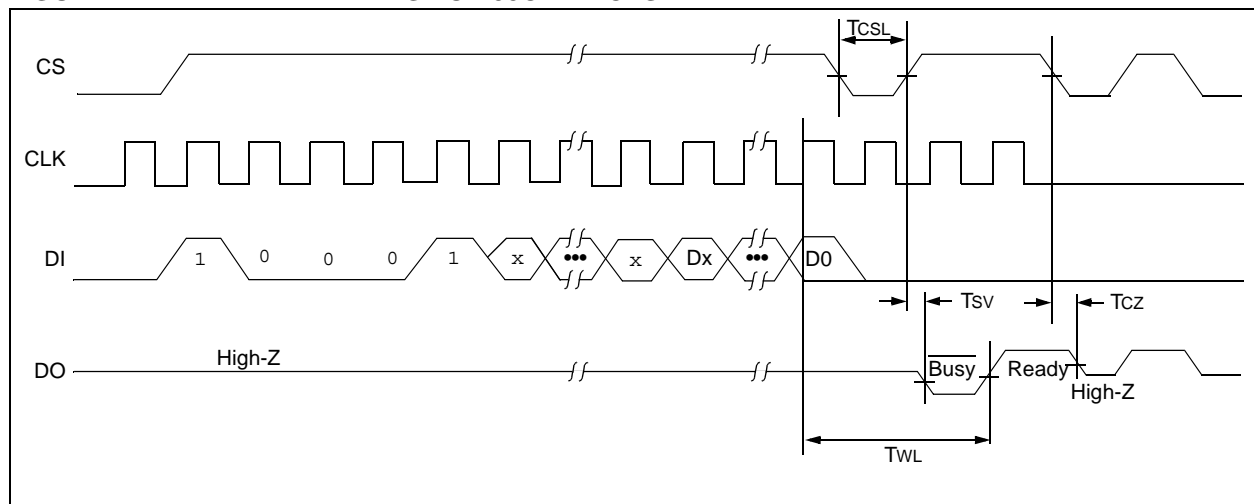 TCSL
CS
CLK
DI 1 0 0 0 1 x ••• x Dx ••• D0
TSV TCZ
High-Z
DO Busy Ready
High-Z
TWL